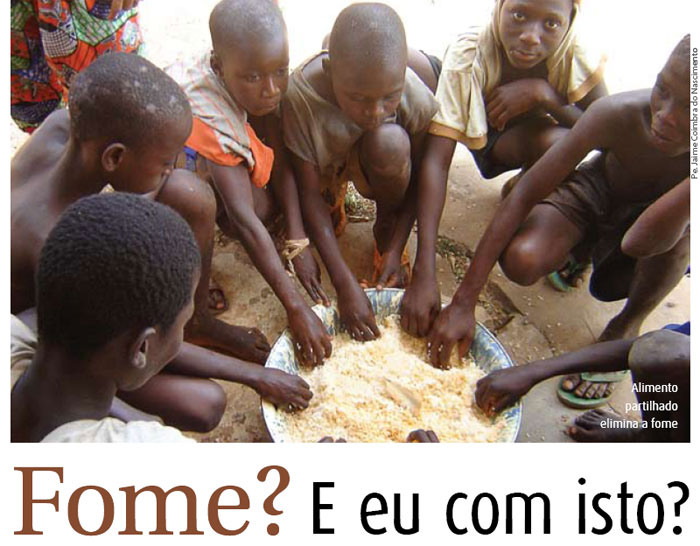 Pe. Jaime Coimbra do Nascimento
Alimento
partilhado
elimina a fome
Fome? E eu com isto?